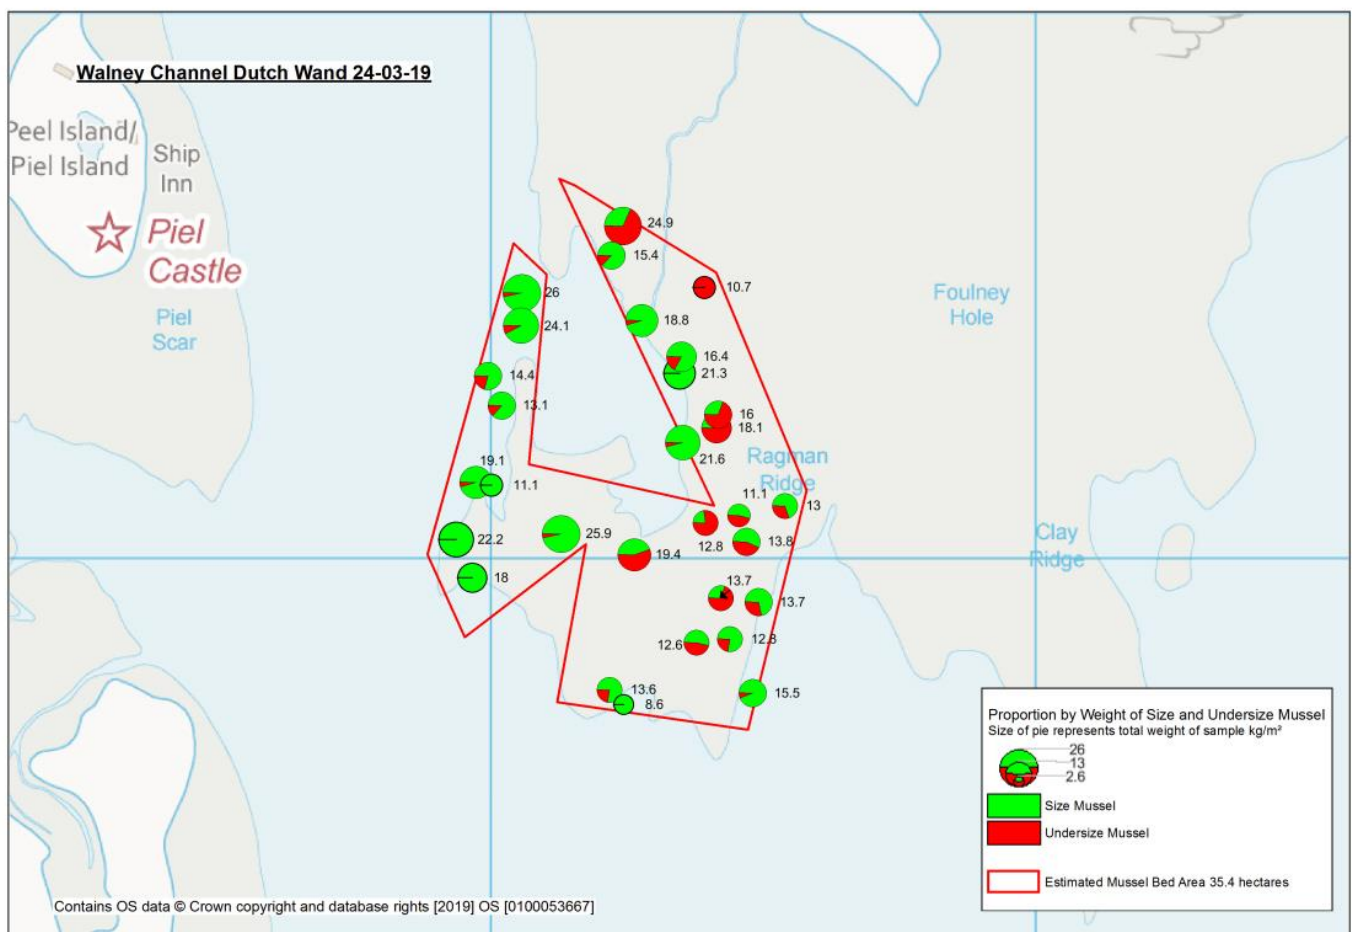 Walney Channel Dutch Wand 24-03-19
Peel Island/
Piel Island
Ship
Inn
Piel
Castle
Piel
Scar
Foulney
Hole
Ragman
Ridge
Clay
Ridge
24.9
15.4
10.7
26
18.8
24.1
16.4
21.3
14.4
13.1
16
18.1
21.6
19.1
11.1
11.1
13
22.2
25.9
12.8
13.8
19.4
18
13.7
13.7
12.6
12.8
13.6
8.6
15.5
Proportion by Weight of Size and Undersize Mussel
Size of pie represents total weight of sample kg/m²
26
13
2.6
Size Mussel
Undersize Mussel
Estimated Mussel Bed Area 35.4 hectares
Contains OS data © Crown copyright and database rights [2019] OS [0100053667]